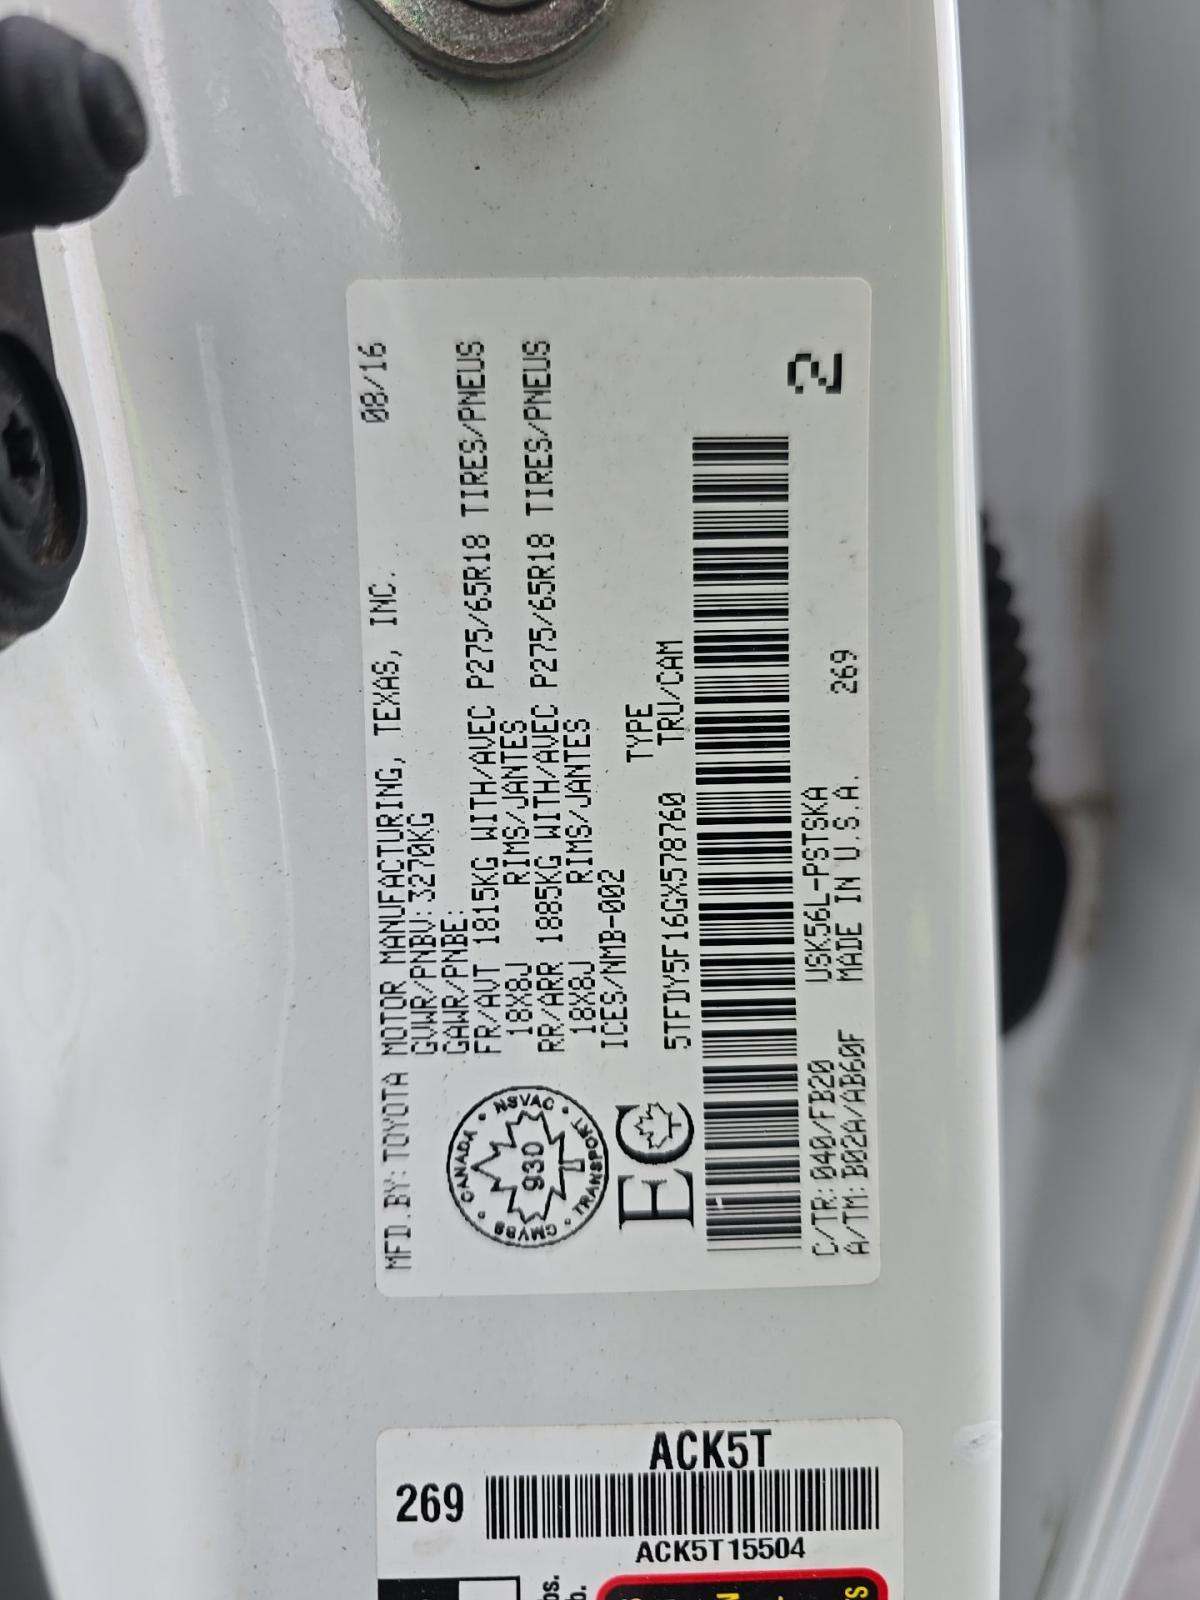 MFD.BY:TOYOTA MOTOR MANUFACTURING, TEXAS, INC. 08/16
GVWR/PNBV:3270KG
GAWR/PNBE:
FR/AVT 1815KG WITH/AVEC P275/65R18 TIRES/PNEUS
18X8J RIMS/JANTES
RR/ARR 1885KG WITH/AVEC P275/65R18 TIRES/PNEUS
18X8J RIMS/JANTES
ICES/NMB-002
TYPE
5TFDY5F16GX578760 TRU/CAM
CANADA • NSVAC • TRANSPORT • CMVSS
930
EC
2
C/TR:040/FB20 USK56L-PSTSKA
A/TM:B02A/AB60F MADE IN U.S.A. 269
ACK5T
269
ACK5T15504